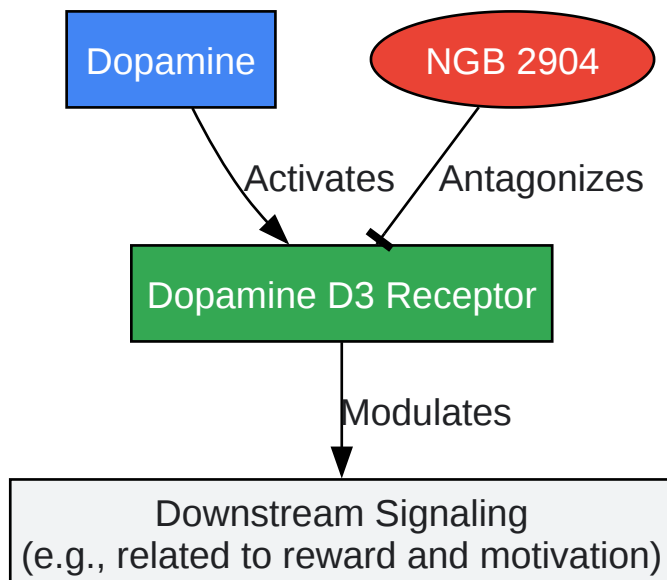 Dopamine
NGB 2904
Activates
Antagonizes
Dopamine D3 Receptor
Modulates
Downstream Signaling
(e.g., related to reward and motivation)